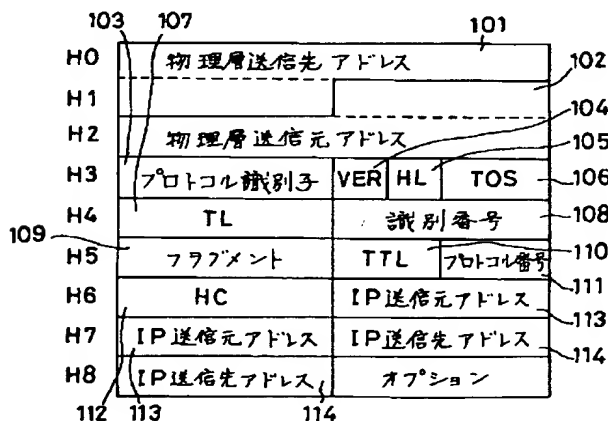 103 107 101
H0 物理層送信先アドレス 102
H1 104
H2 物理層送信元アドレス 105
H3 プロトコル識別子 VER HL TOS 106
H4 TL 識別番号 108
109 H5 フラグメント TTL プロトコル番号 110
111
H6 HC IP送信元アドレス 113
H7 IP送信元アドレス IP送信先アドレス 114
H8 IP送信先アドレス オプション
112 113 114